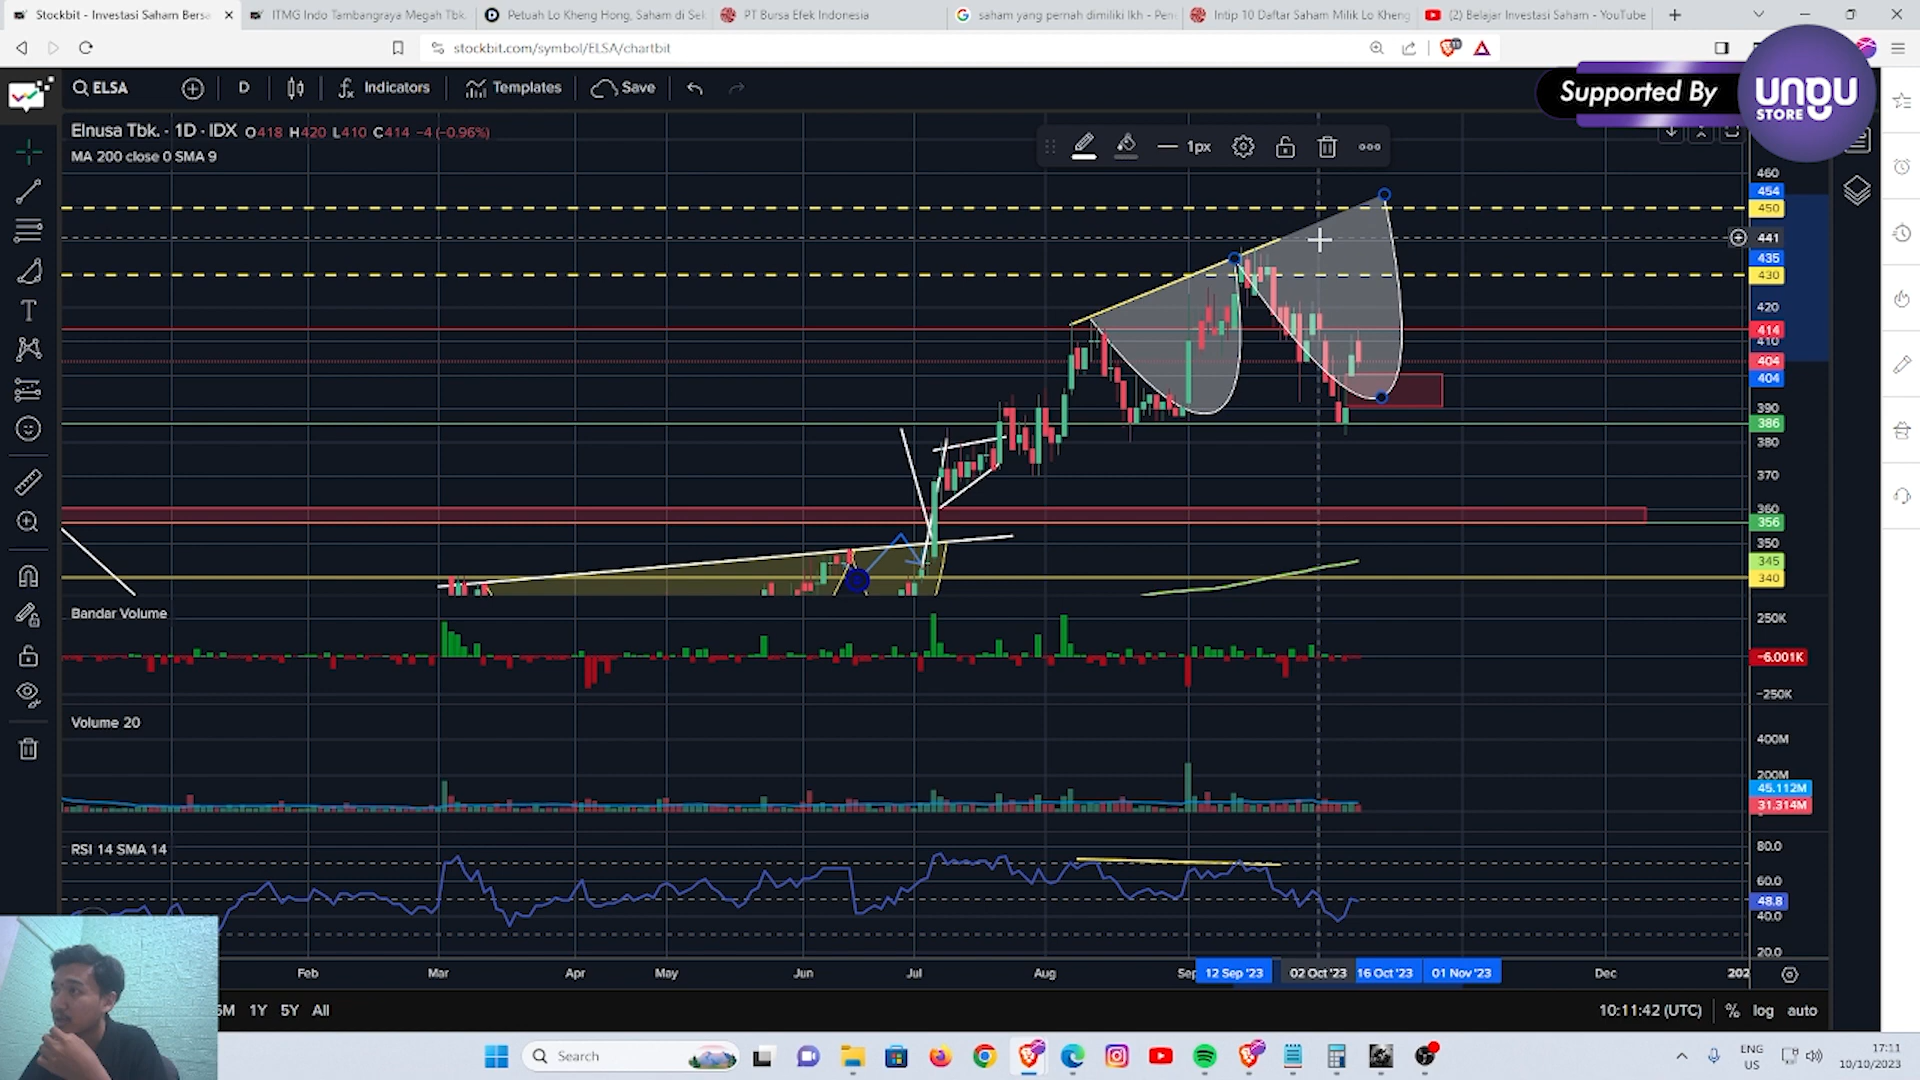 Stockbit - Investasi Saham Bersa
ITMG Indo Tambangraya Megah Tbk.
Petuah Lo Kheng Hong, Saham di Sek
PT Bursa Efek Indonesia
saham yang pernah dimiliki lkh - Pen
Intip 10 Daftar Saham Milik Lo Kheng
(2) Belajar Investasi Saham - YouTube
stockbit.com/symbol/ELSA/chartbit
ELSA
D
Indicators
Templates
Save
Supported By
UNGU
STORE
Elnusa Tbk. · 1D · IDX O418 H420 L410 C414 −4 (−0.96%)
MA 200 close 0 SMA 9
1px
460
454
450
441
435
430
420
414
410
404
404
390
386
380
370
360
356
350
345
340
Bandar Volume
250K
−6.001K
−250K
Volume 20
400M
200M
45.112M
31.314M
RSI 14 SMA 14
80.0
60.0
48.8
40.0
20.0
Feb
Mar
Apr
May
Jun
Jul
Aug
Sep
12 Sep '23
02 Oct '23
16 Oct '23
01 Nov '23
Dec
202
1Y
5Y
All
10:11:42 (UTC)
%
log
auto
Search
ENG
US
17:11
10/10/2023